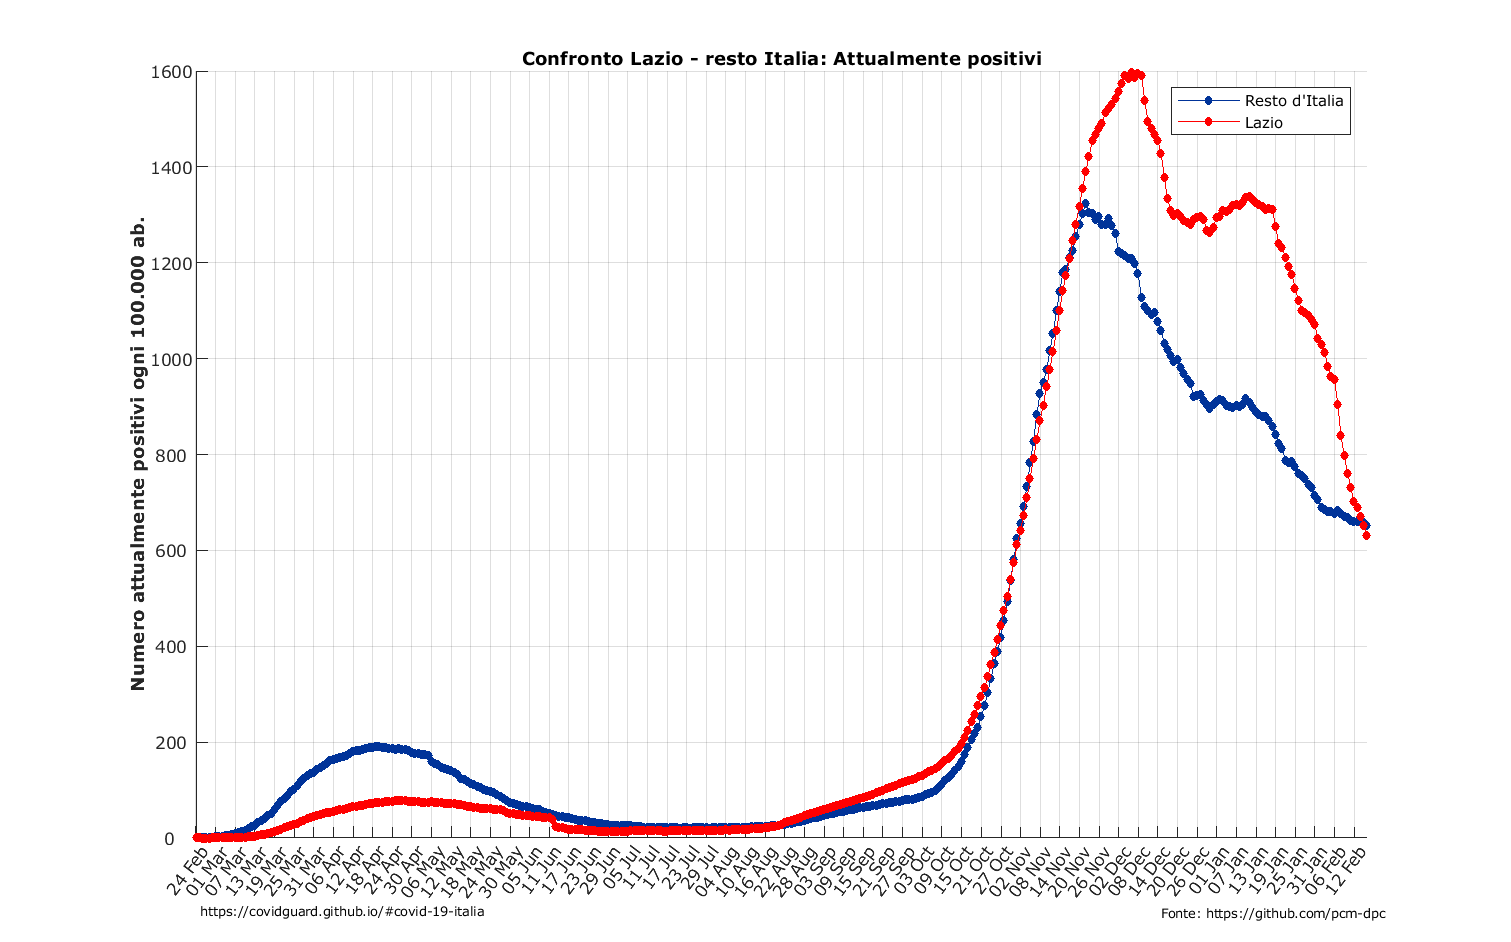 Confronto Lazio - resto Italia: Attualmente positivi
Numero attualmente positivi ogni 100.000 ab.
1600
1400
1200
1000
800
600
400
200
0
Resto d'Italia
Lazio
24 Feb
01 Mar
07 Mar
13 Mar
19 Mar
25 Mar
31 Mar
06 Apr
12 Apr
18 Apr
24 Apr
30 Apr
06 May
12 May
18 May
24 May
30 May
05 Jun
11 Jun
17 Jun
23 Jun
29 Jun
05 Jul
11 Jul
17 Jul
23 Jul
29 Jul
04 Aug
10 Aug
16 Aug
22 Aug
28 Aug
03 Sep
09 Sep
15 Sep
21 Sep
27 Sep
03 Oct
09 Oct
15 Oct
21 Oct
27 Oct
02 Nov
08 Nov
14 Nov
20 Nov
26 Nov
02 Dec
08 Dec
14 Dec
20 Dec
26 Dec
01 Jan
07 Jan
13 Jan
19 Jan
25 Jan
31 Jan
06 Feb
12 Feb
https://covidguard.github.io/#covid-19-italia
Fonte: https://github.com/pcm-dpc